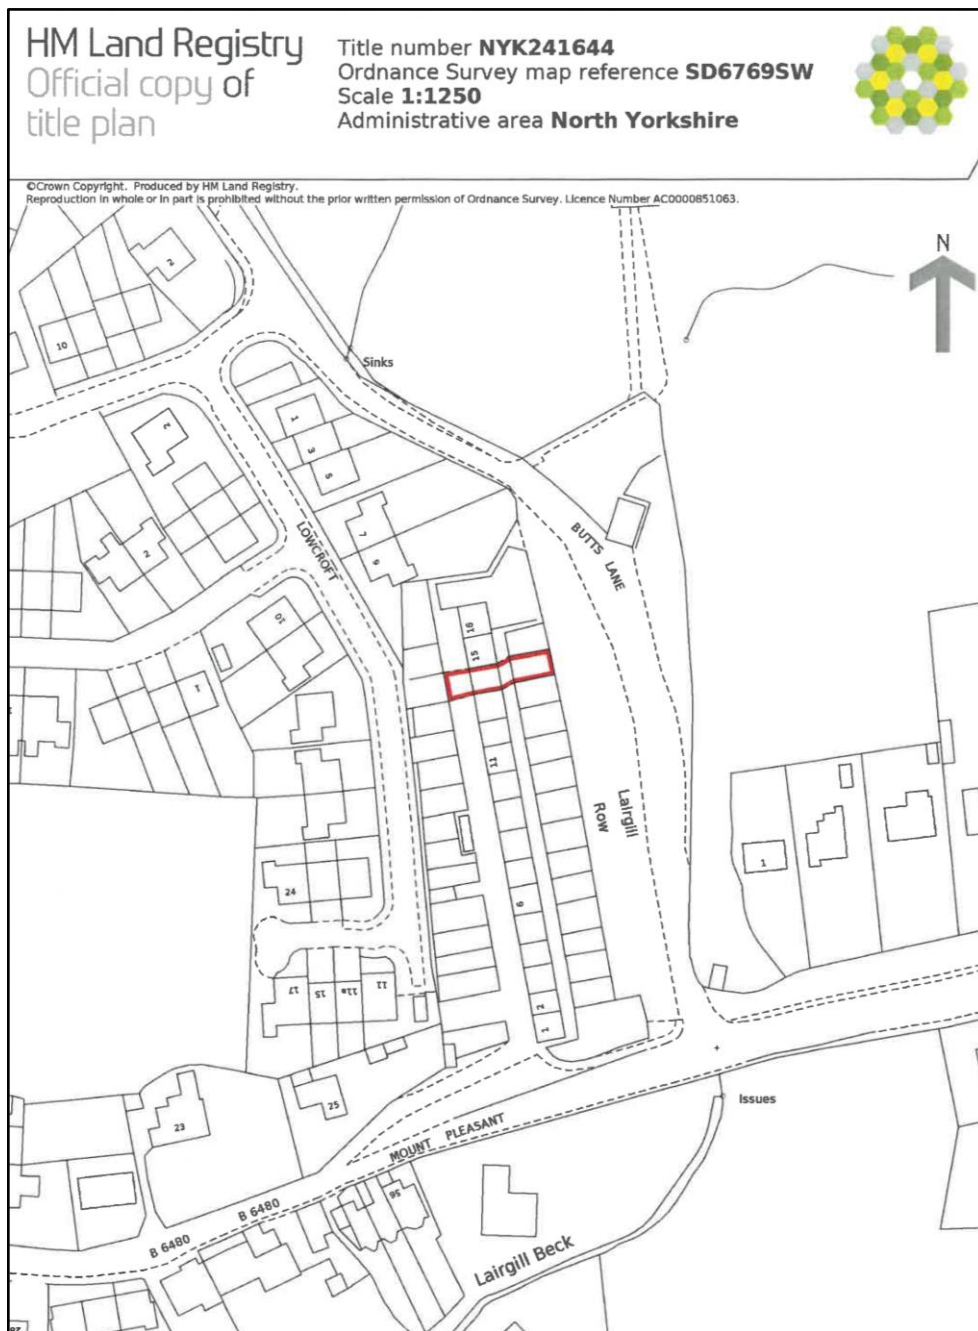 HM Land Registry
Official copy of
title plan
Title number NYK241644
Ordnance Survey map reference SD6769SW
Scale 1:1250
Administrative area North Yorkshire
©Crown Copyright. Produced by HM Land Registry.
Reproduction in whole or in part is prohibited without the prior written permission of Ordnance Survey. Licence Number AC0000851063.
N
2
10
Sinks
2
1
3
5
LOWCROFT
7
9
BUTTS LANE
2
10
16
15
1
11
Lairgill
Row
1
24
6
17
15
11a
11
2
1
23
25
Issues
MOUNT PLEASANT
B 6480
B 6480
56
Lairgill Beck